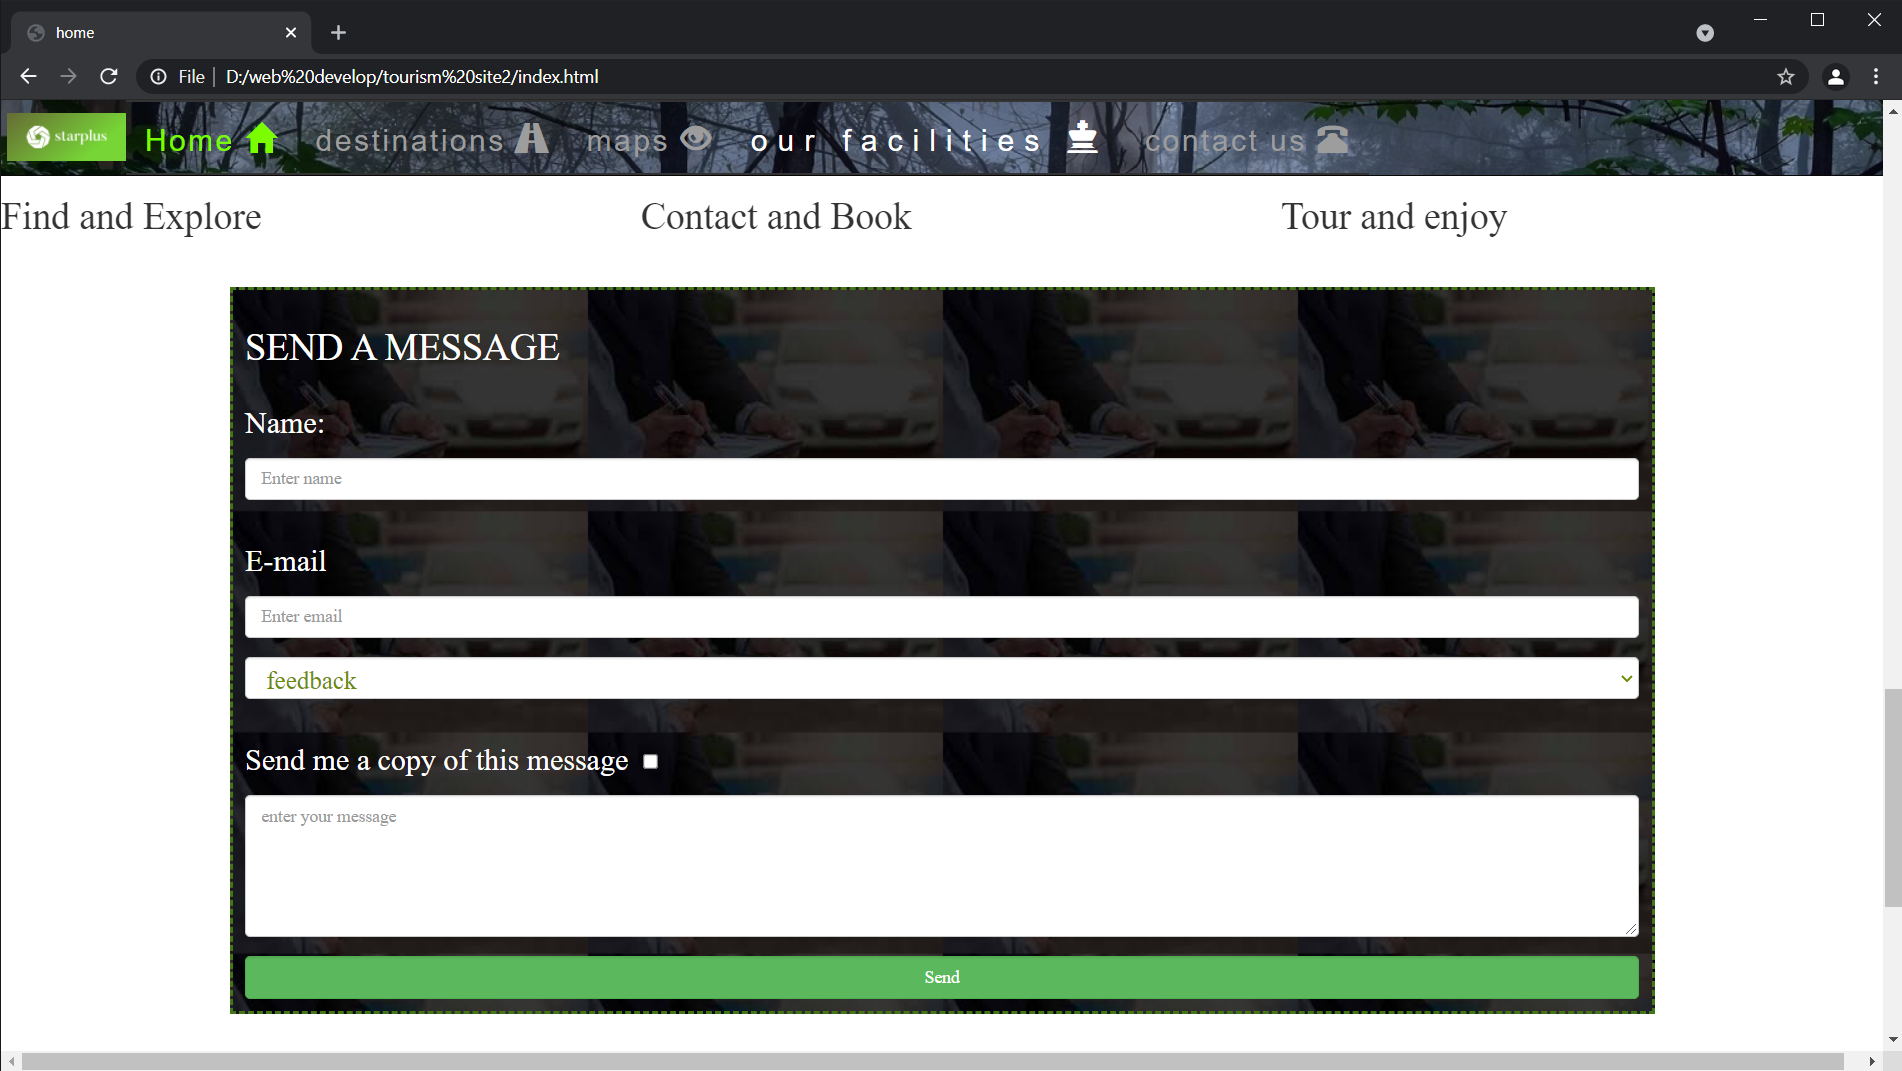 home
File D:/web%20develop/tourism%20site2/index.html
starplus Home destinations maps our facilities contact us
Find and Explore Contact and Book Tour and enjoy
SEND A MESSAGE
Name:
Enter name
E-mail
Enter email
feedback
Send me a copy of this message
enter your message
Send